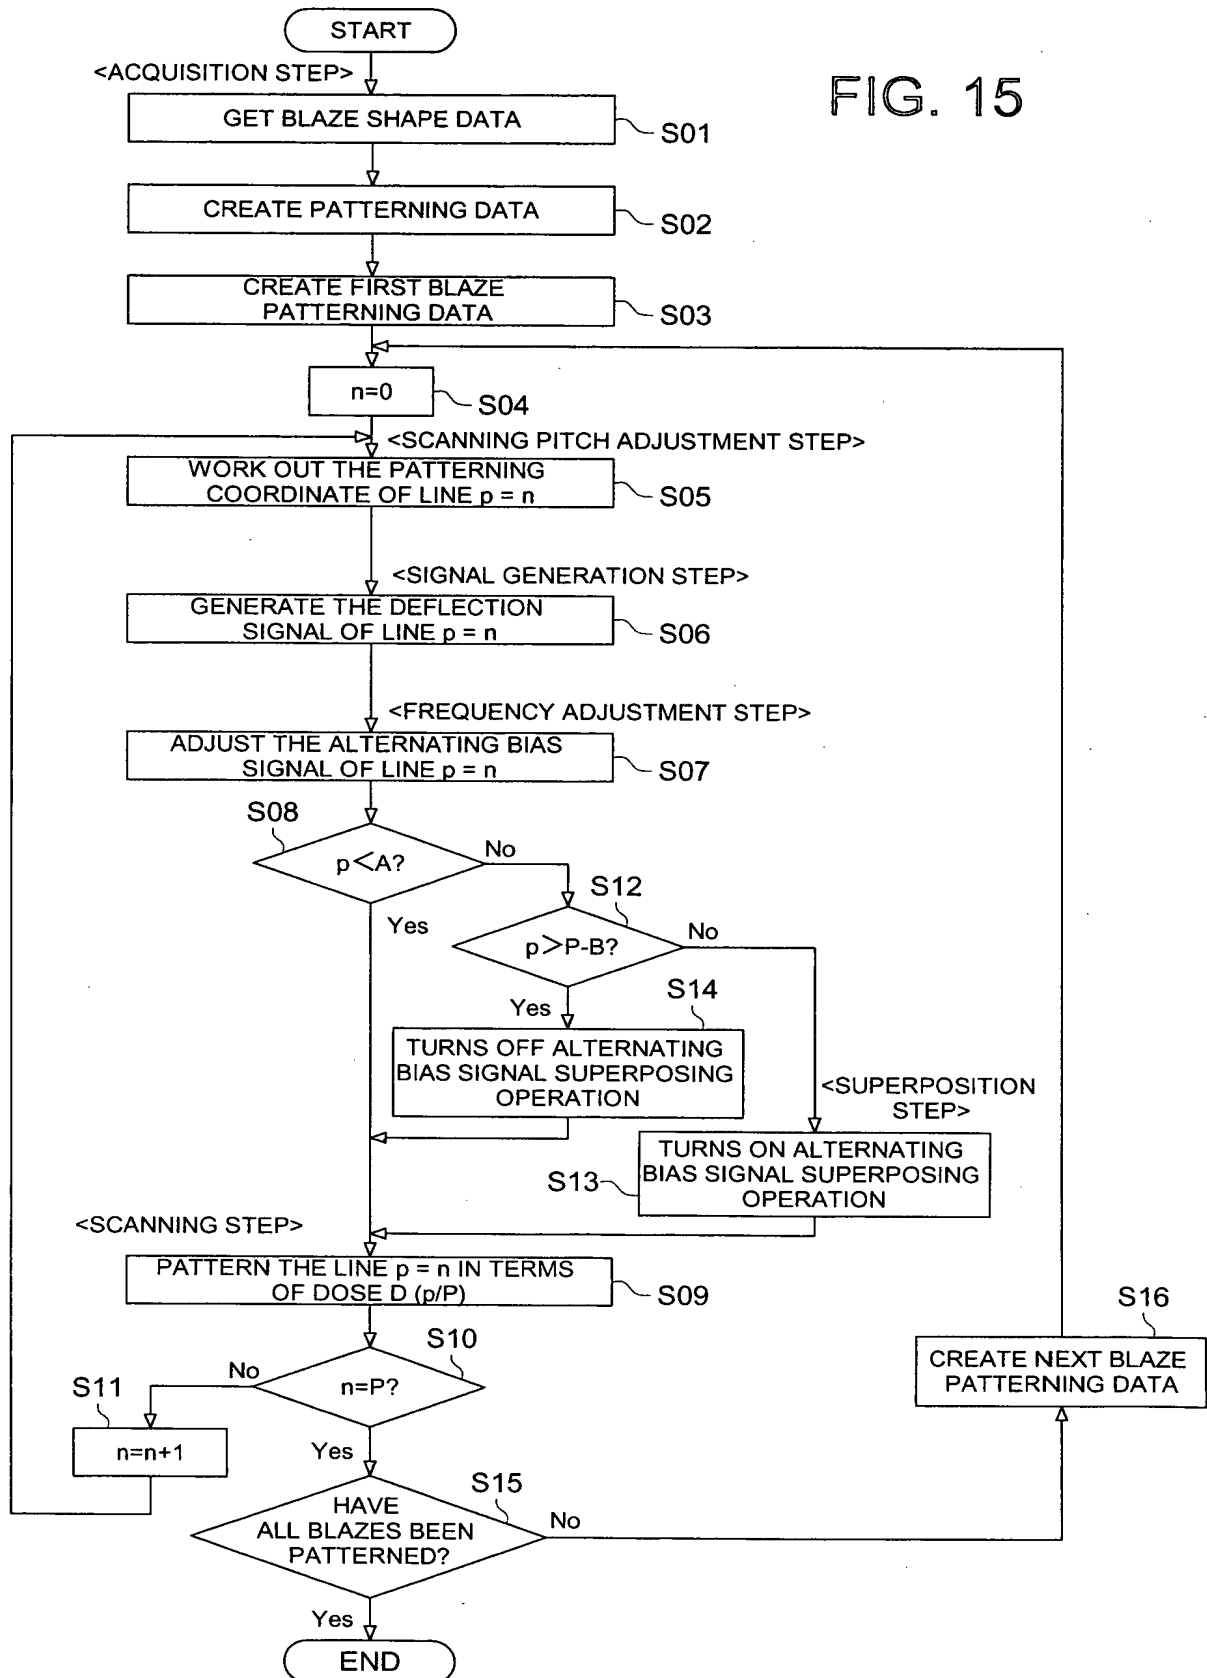 START
<ACQUISITION STEP>
FIG. 15
GET BLAZE SHAPE DATA
S01
CREATE PATTERNING DATA
S02
CREATE FIRST BLAZE
PATTERNING DATA
S03
n=0
S04
<SCANNING PITCH ADJUSTMENT STEP>
WORK OUT THE PATTERNING
COORDINATE OF LINE p = n
S05
<SIGNAL GENERATION STEP>
GENERATE THE DEFLECTION
SIGNAL OF LINE p = n
S06
<FREQUENCY ADJUSTMENT STEP>
ADJUST THE ALTERNATING BIAS
SIGNAL OF LINE p = n
S07
S08
p<A?
No
Yes
S12
p>P-B?
No
Yes
S14
TURNS OFF ALTERNATING
BIAS SIGNAL SUPERPOSING
OPERATION
<SUPERPOSITION
STEP>
TURNS ON ALTERNATING
BIAS SIGNAL SUPERPOSING
OPERATION
S13
<SCANNING STEP>
PATTERN THE LINE p = n IN TERMS
OF DOSE D (p/P)
S09
S10
n=P?
No
Yes
S11
n=n+1
S16
CREATE NEXT BLAZE
PATTERNING DATA
S15
HAVE
ALL BLAZES BEEN
PATTERNED?
No
Yes
END